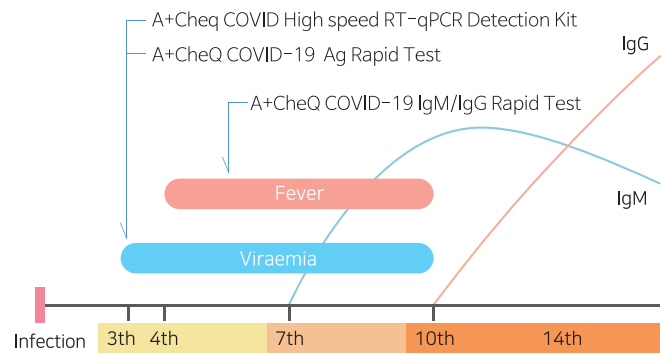 A+Cheq COVID High speed RT-qPCR Detection Kit
A+CheQ COVID-19 Ag Rapid Test
A+CheQ COVID-19 IgM/IgG Rapid Test
IgG
Fever
IgM
Viraemia
Infection
3th 4th 7th 10th 14th